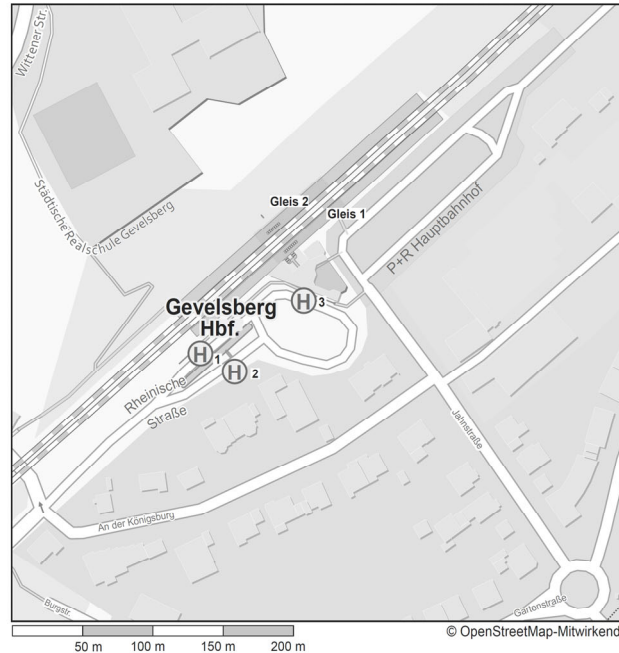 Wittener Str.
Städtische Realschule Gevelsberg
Gleis 2
Gleis 1
P+R Hauptbahnhof
Gevelsberg
Hbf.
H 3
H 1
H 2
Rheinische
Straße
Jahnstraße
An der Königsburg
Burgstr.
Gartenstraße
50 m 100 m 150 m 200 m
© OpenStreetMap-Mitwirkend